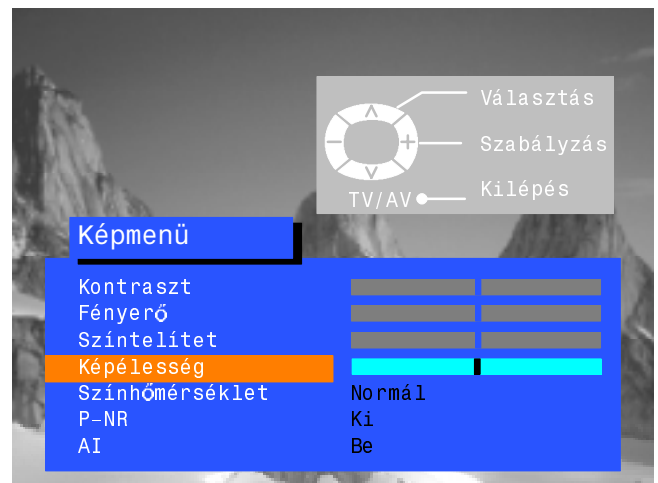 Választás
Szabályzás
TV/AV Kilépés
Képmenü
Kontraszt
Fényerő
Színtelítet
Képélesség
Színhőmérséklet Normál
P–NR Ki
AI Be